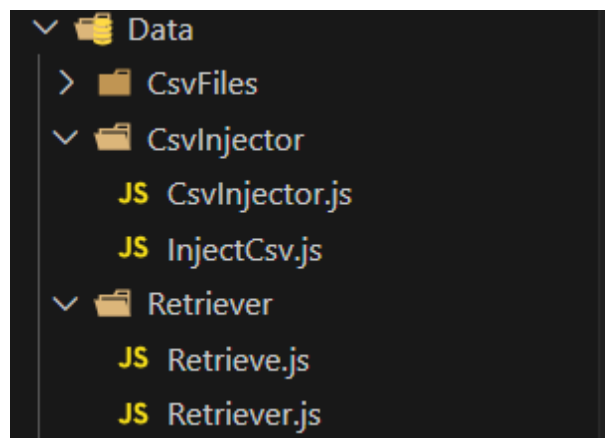 Data
CsvFiles
CsvInjector
JS CsvInjector.js
JS InjectCsv.js
Retriever
JS Retrieve.js
JS Retriever.js